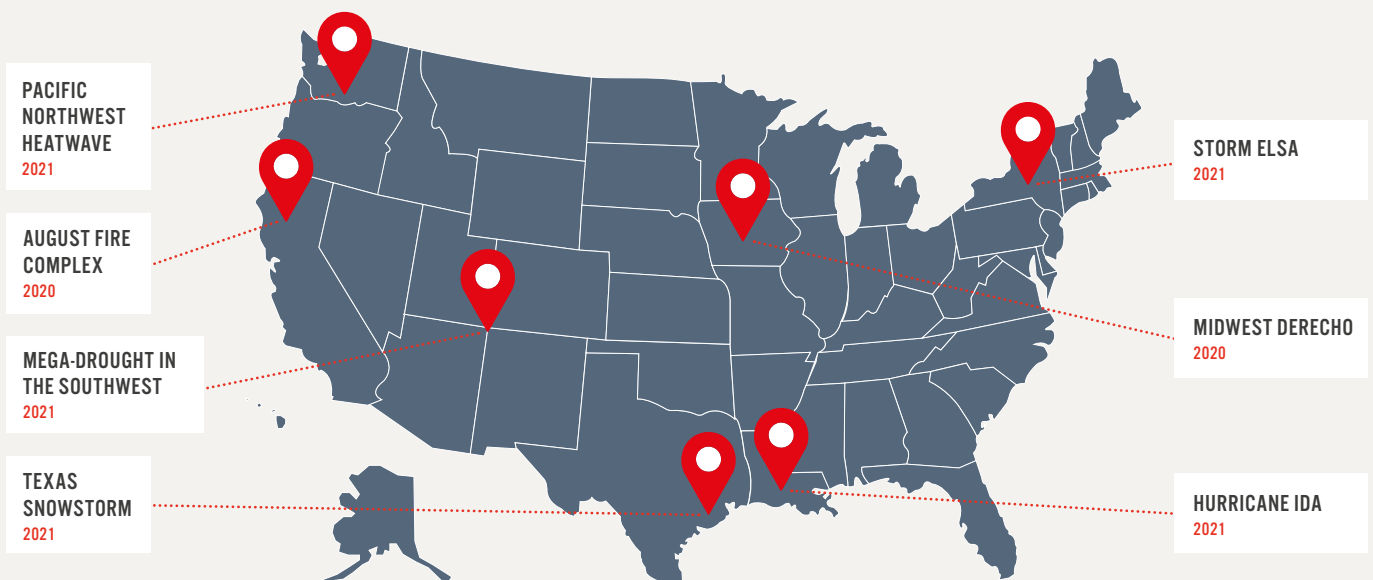 PACIFIC
NORTHWEST
HEATWAVE
2021
AUGUST FIRE
COMPLEX
2020
MEGA-DROUGHT IN
THE SOUTHWEST
2021
TEXAS
SNOWSTORM
2021
STORM ELSA
2021
MIDWEST DERECHO
2020
HURRICANE IDA
2021